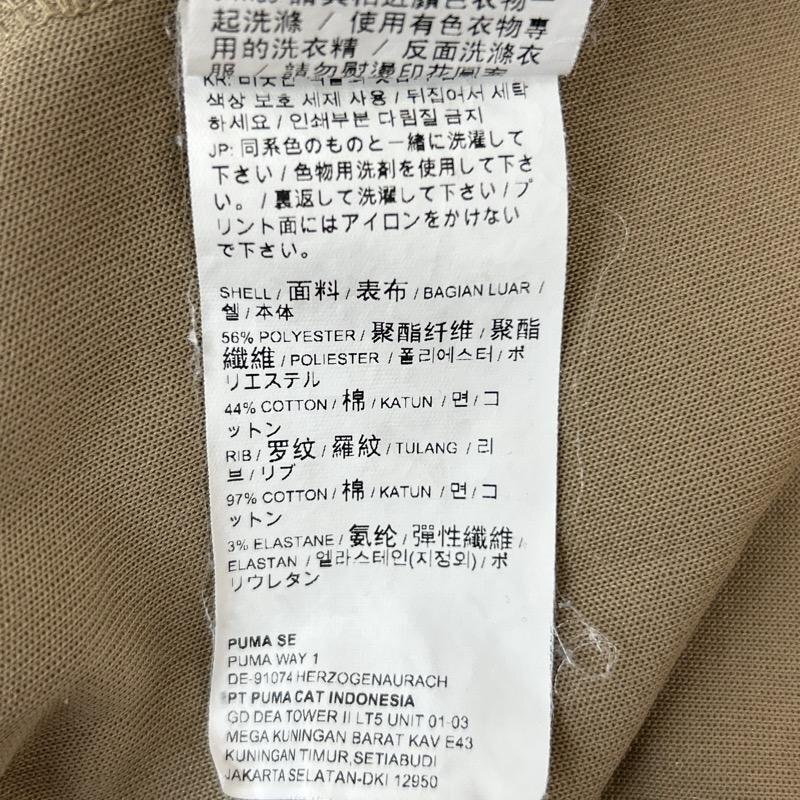 起洗滌 / 使用有色衣物專
用的洗衣精 / 反面洗滌衣
服 / 請勿熨燙印花圖案
색상 보호 세제 사용 / 뒤집어서 세탁
하세요 / 인쇄부분 다림질 금지
JP: 同系色のものと一緒に洗濯して
下さい / 色物用洗剤を使用して下さ
い。 / 裏返して洗濯して下さい / プ
リント面にはアイロンをかけない
で下さい。
SHELL / 面料 / 表布 / BAGIAN LUAR /
쉘 / 本体
56% POLYESTER / 聚酯纤维 / 聚酯
纖維 / POLIESTER / 폴리에스터 / ポ
リエステル
44% COTTON / 棉 / KATUN / 면 / コ
ットン
RIB / 罗纹 / 羅紋 / TULANG / 리
브 / リブ
97% COTTON / 棉 / KATUN / 면 / コ
ットン
3% ELASTANE / 氨纶 / 彈性纖維 /
ELASTAN / 엘라스테인(지정외) / ポ
リウレタン
PUMA SE
PUMA WAY 1
DE-91074 HERZOGENAURACH
PT PUMA CAT INDONESIA
GD DEA TOWER II LT5 UNIT 01-03
MEGA KUNINGAN BARAT KAV E43
KUNINGAN TIMUR,SETIABUDI
JAKARTA SELATAN-DKI 12950